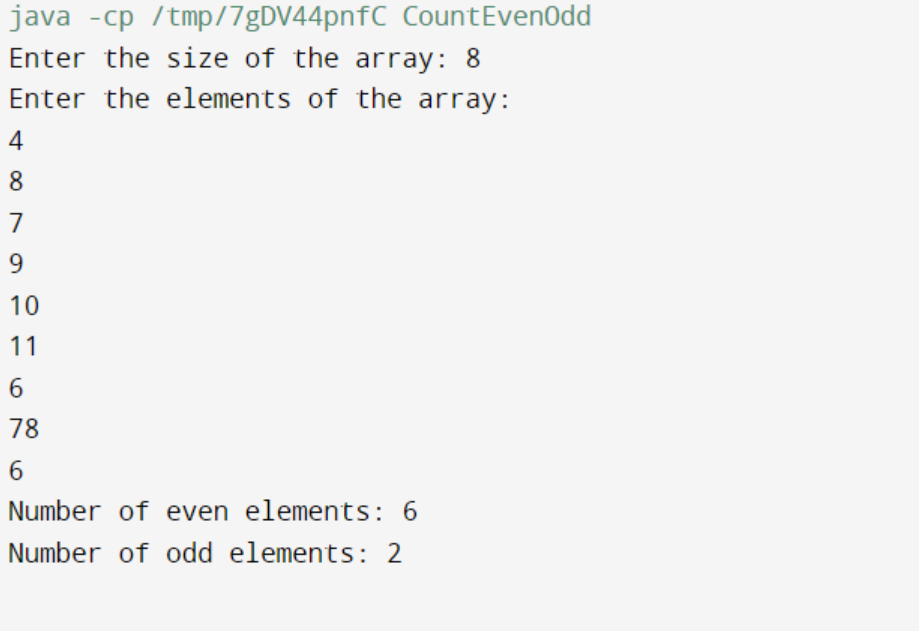 java -cp /tmp/7gDV44pnfC CountEvenOdd
Enter the size of the array: 8
Enter the elements of the array:
4
8
7
9
10
11
6
78
6
Number of even elements: 6
Number of odd elements: 2